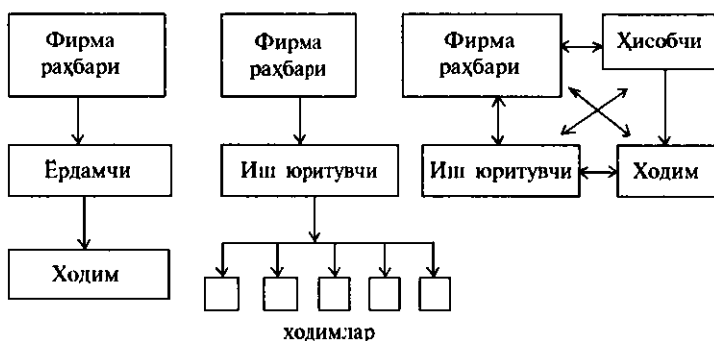 Фирма
раҳбари
Ёрдамчи
Ходим
Фирма
раҳбари
Иш юритувчи
ходимлар
Фирма
раҳбари
Ҳисобчи
Иш юритувчи
Ходим